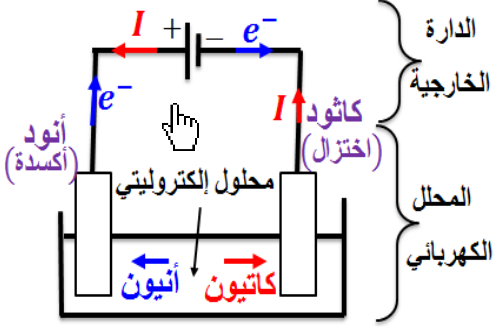 I + − e⁻
الدارة
الخارجية
e⁻
I
كاثود
(اختزال)
أنود
(أكسدة)
محلول إلكتروليتي
المحلل
الكهربائي
أنيون
كاتيون